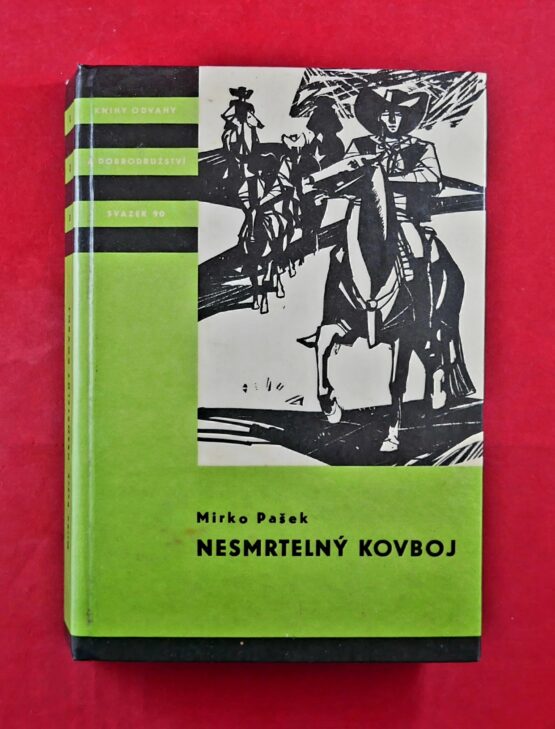 KNIHY ODVAHY
A DOBRODRUŽSTVÍ
SVAZEK 90
Mirko Pašek
NESMRTELNÝ KOVBOJ